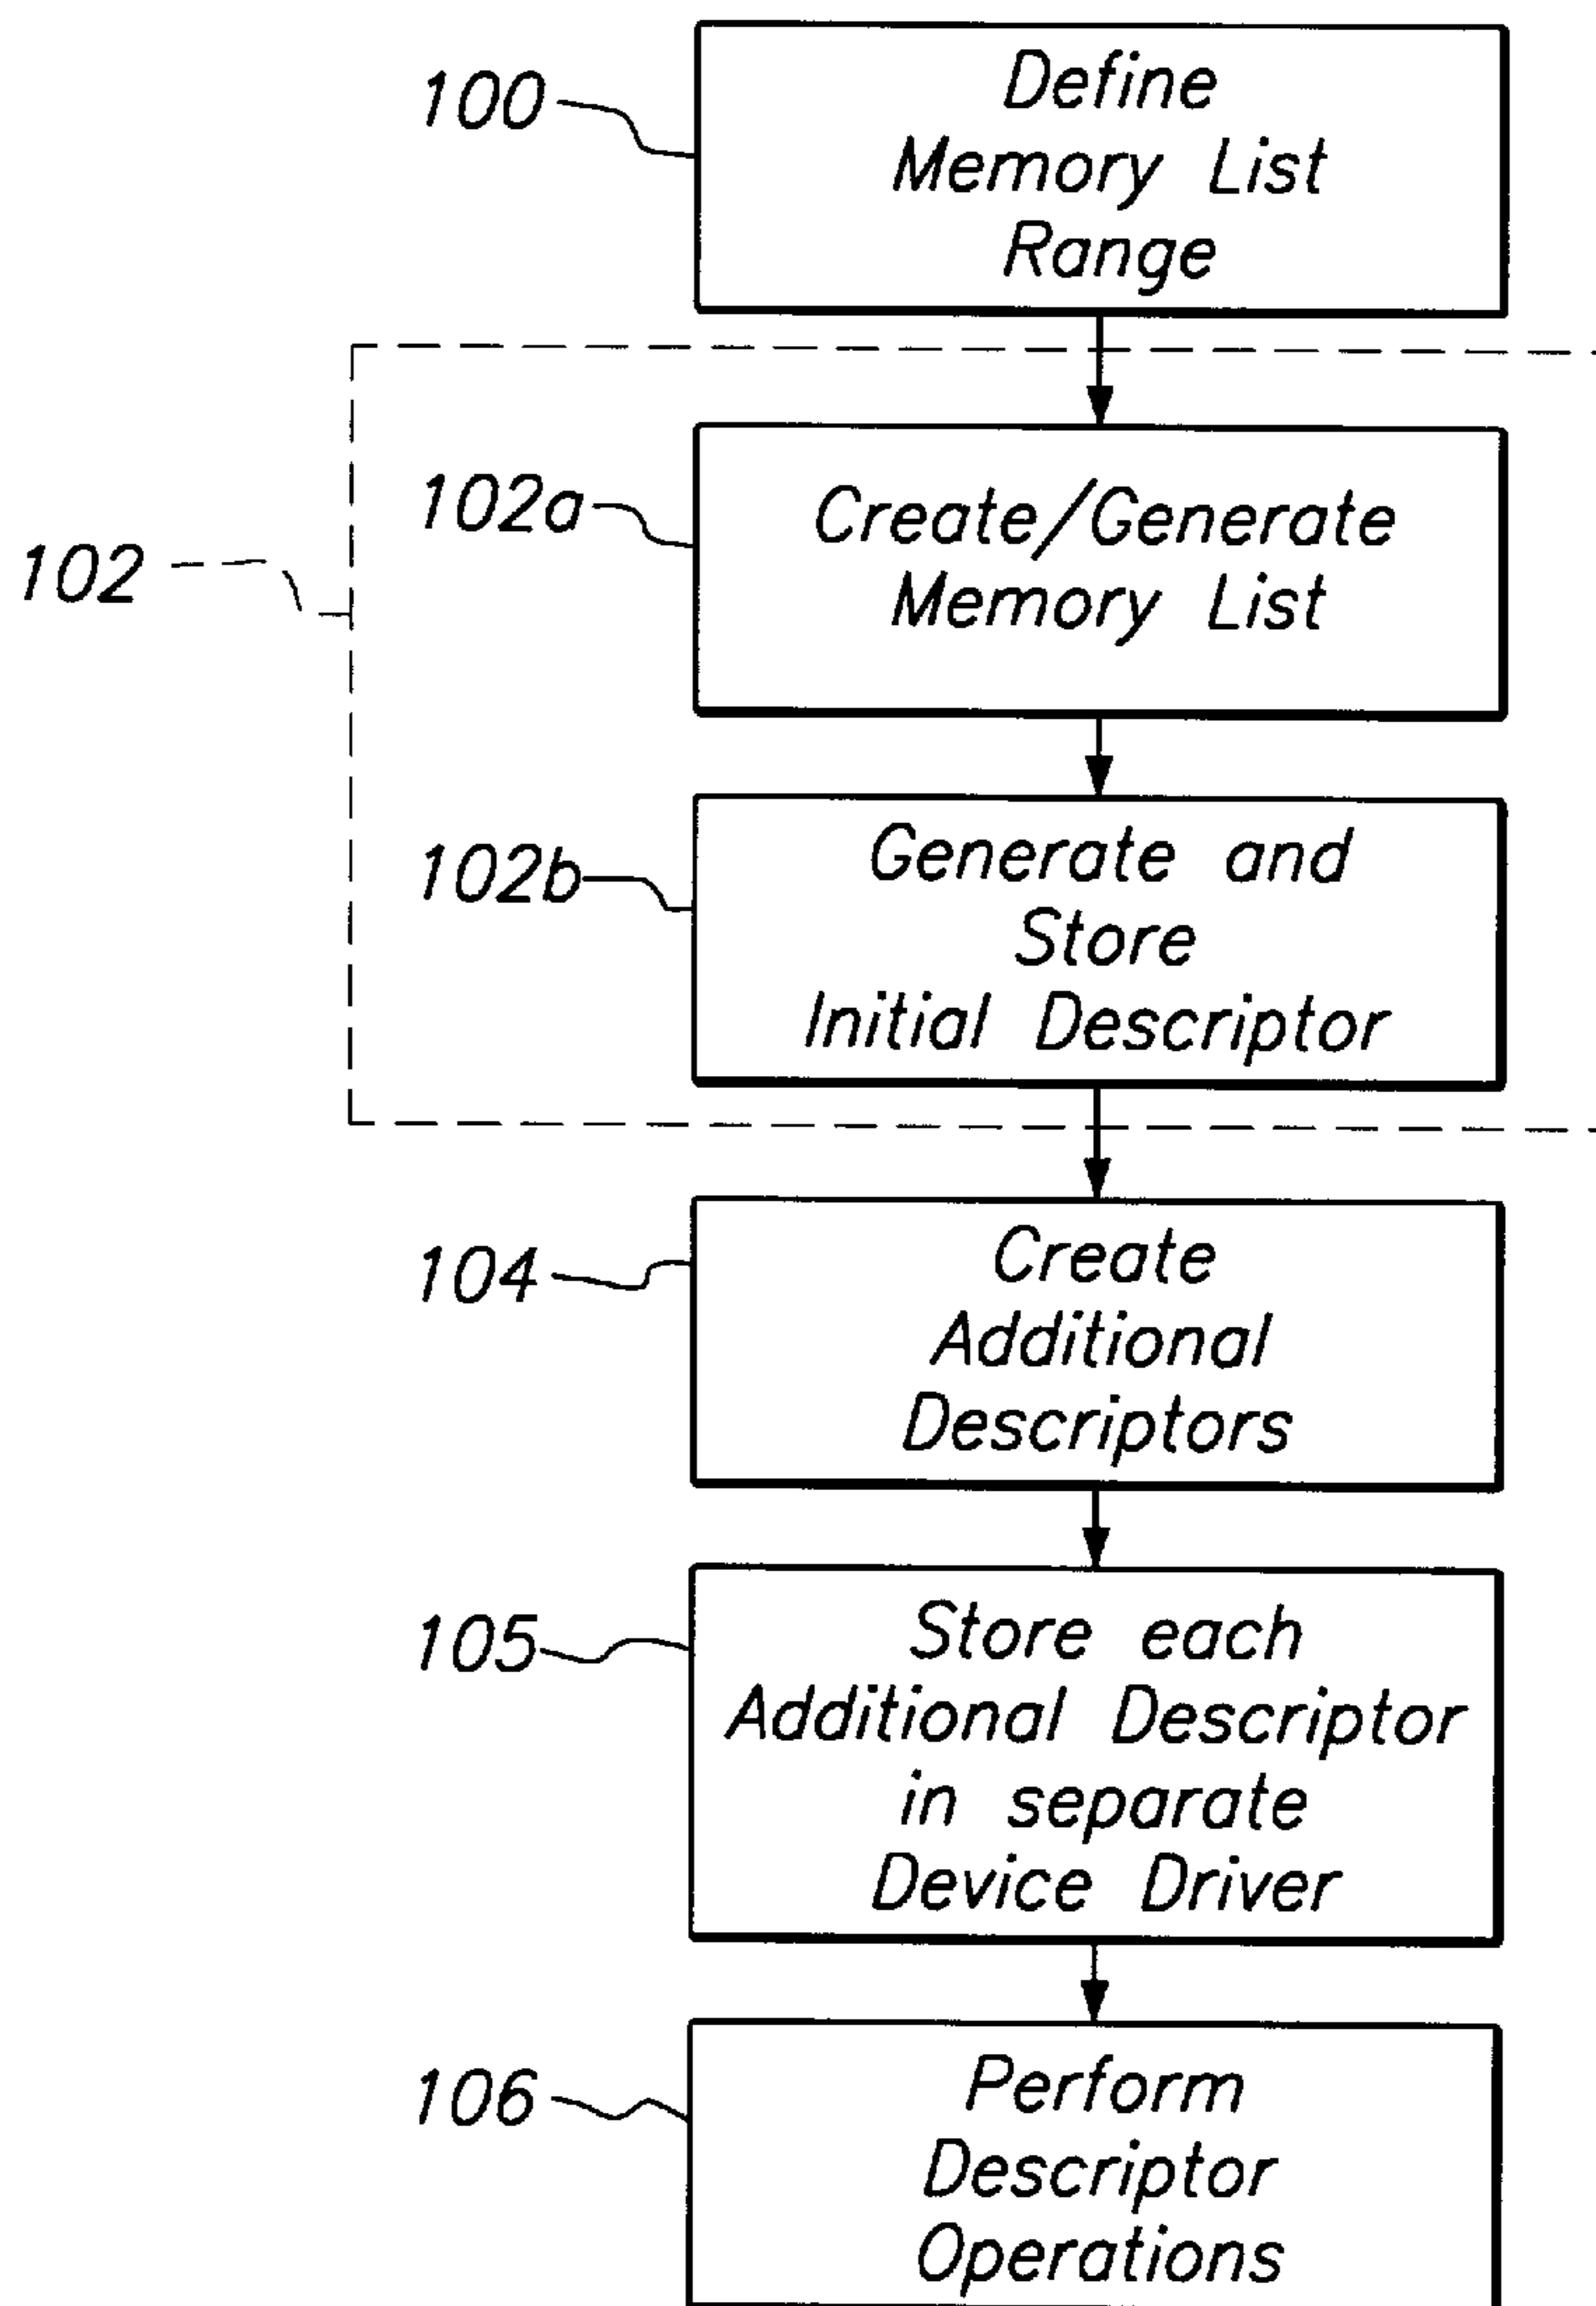 100
Define
Memory List
Range
102
102a
Create/Generate
Memory List
102b
Generate and
Store
Initial Descriptor
104
Create
Additional
Descriptors
105
Store each
Additional Descriptor
in separate
Device Driver
106
Perform
Descriptor
Operations